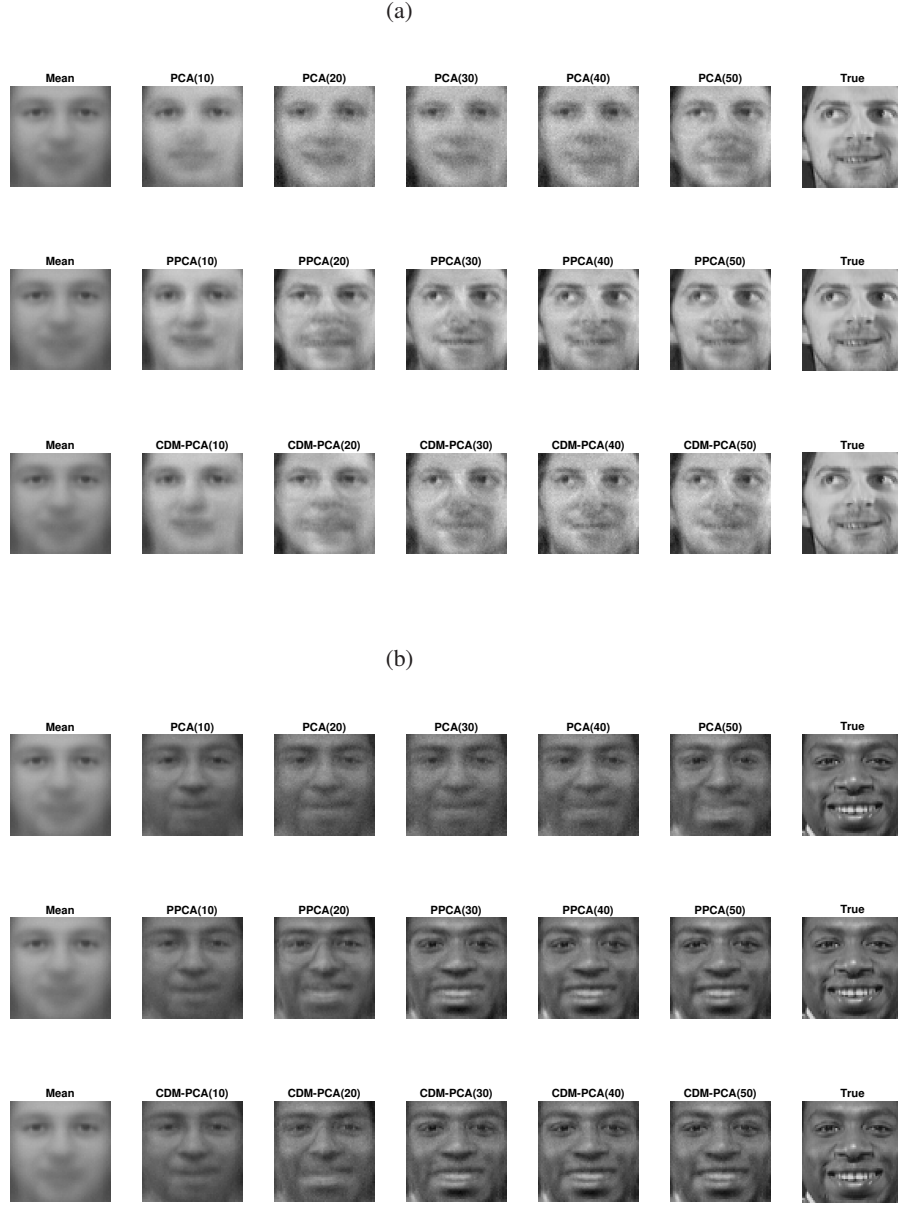 (a)
Mean PCA(10) PCA(20) PCA(30) PCA(40) PCA(50) True
Mean PPCA(10) PPCA(20) PPCA(30) PPCA(40) PPCA(50) True
Mean CDM-PCA(10) CDM-PCA(20) CDM-PCA(30) CDM-PCA(40) CDM-PCA(50) True
(b)
Mean PCA(10) PCA(20) PCA(30) PCA(40) PCA(50) True
Mean PPCA(10) PPCA(20) PPCA(30) PPCA(40) PPCA(50) True
Mean CDM-PCA(10) CDM-PCA(20) CDM-PCA(30) CDM-PCA(40) CDM-PCA(50) True